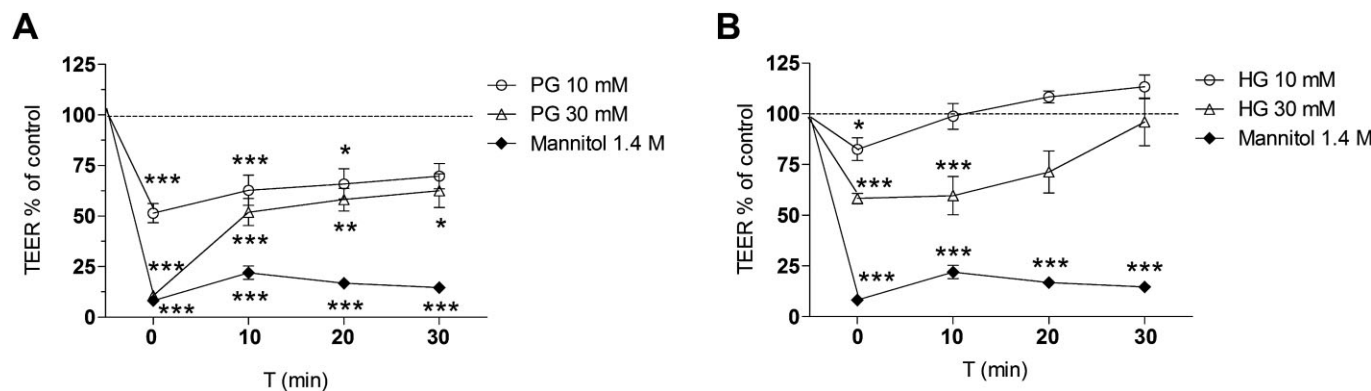 A
TEER % of control
125
100
75
50
25
0
***
***
*
***
***
**
*
***
***
***
***
0 10 20 30
T (min)
PG 10 mM
PG 30 mM
Mannitol 1.4 M
B
TEER % of control
125
100
75
50
25
0
*
***
***
***
***
***
***
0 10 20 30
T (min)
HG 10 mM
HG 30 mM
Mannitol 1.4 M